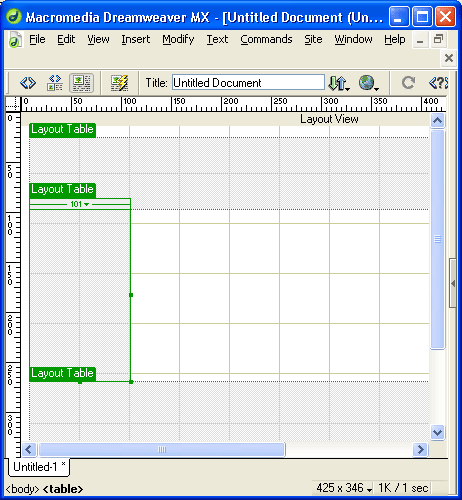 Macromedia Dreamweaver MX - [Untitled Document (Un...
File Edit View Insert Modify Text Commands Site Window Help
Title: Untitled Document
0 50 100 150 200 250 300 350 400
Layout View
0
50
100
150
200
250
300
Layout Table
Layout Table
101
Layout Table
Untitled-1
<body> <table> 425 x 346 1K / 1 sec